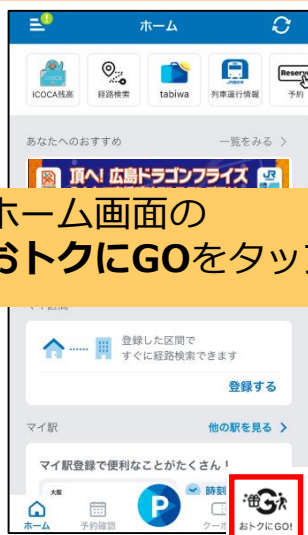 ホーム
ICOCA残高
経路検索
tabiwa
列車運行情報
Reserve
予約
あなたへのおすすめ
一覧をみる >
頂へ! 広島ドラゴンフライズ
JR
ホーム画面の
おトクにGOをタッ
登録した区間で
すぐに経路検索できます
登録する
マイ駅
他の駅を見る >
マイ駅登録で便利なことがたくさん!
大阪
時刻
P
GO
ホーム
予約確認
クーポ
おトクにGO!